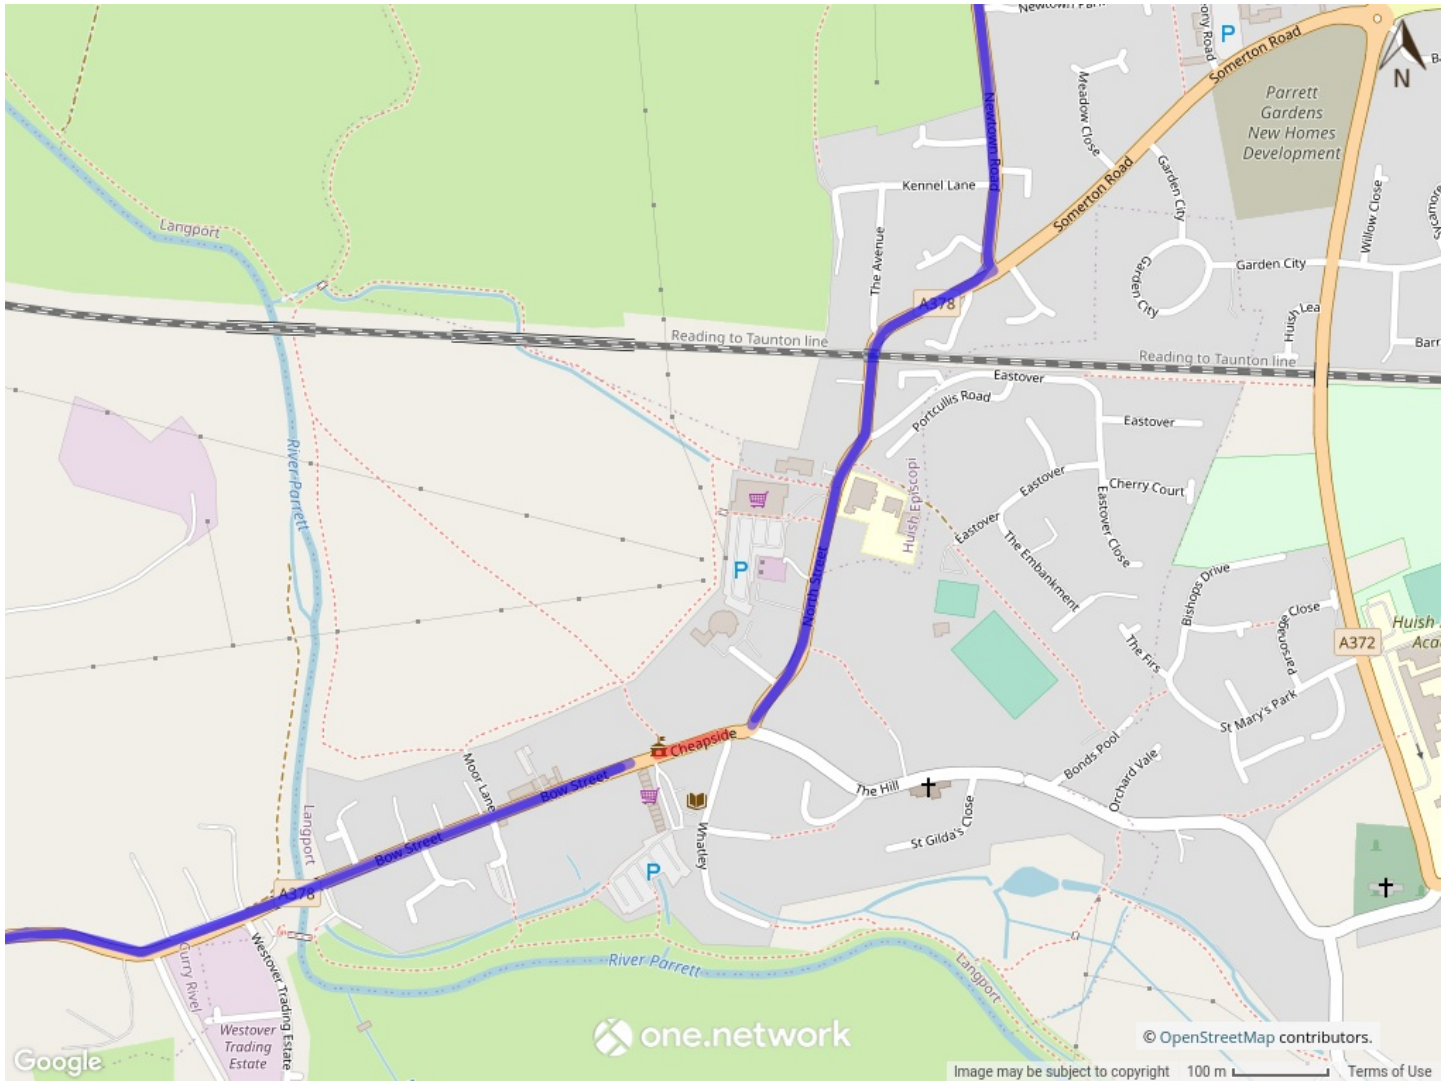 Newtown Park
Somerton Road
P
N
Newtown Road
Meadow Close
Parrett
Gardens
New Homes
Development
Kennel Lane
Somerton Road
Garden City
Willow Close
Langport
The Avenue
Garden City
Garden City
A378
Huish Lea
Reading to Taunton line
Reading to Taunton line
Eastover
Portcullis Road
Eastover
River Parrett
Huish Episcopi
Eastover
Cherry Court
Eastover Close
Eastover
The Embankment
P
North Street
Bishops Drive
Parsonage Close
Huish
A372
The Firs
St Mary's Park
Cheapside
Moor Lane
Bow Street
Bonds Pool
Orchard Vale
The Hill
St Gilda's Close
Whatley
Bow Street
Langport
P
A378
Curry Rivel
Westover Trading Estate
River Parrett
Langport
Westover
Trading
Estate
one.network
© OpenStreetMap contributors.
Google
Image may be subject to copyright
100 m
Terms of Use